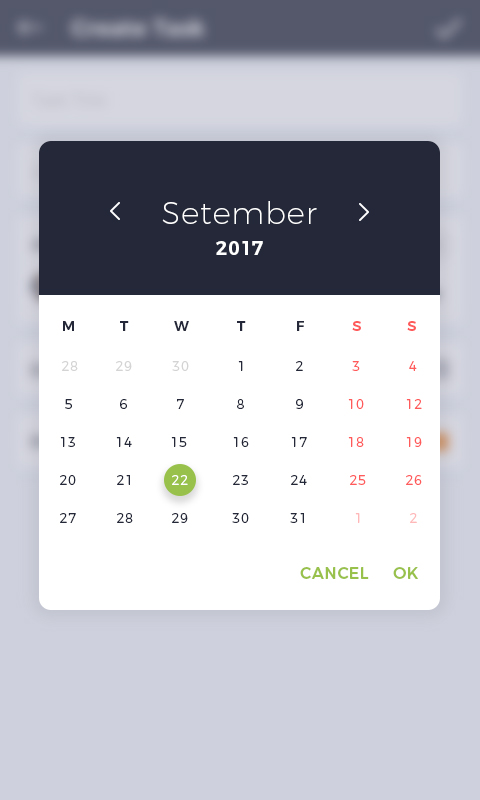 Create Task
Setember
2017
M T W T F S S
28 29 30 1 2 3 4
5 6 7 8 9 10 12
13 14 15 16 17 18 19
20 21 22 23 24 25 26
27 28 29 30 31 1 2
CANCEL OK